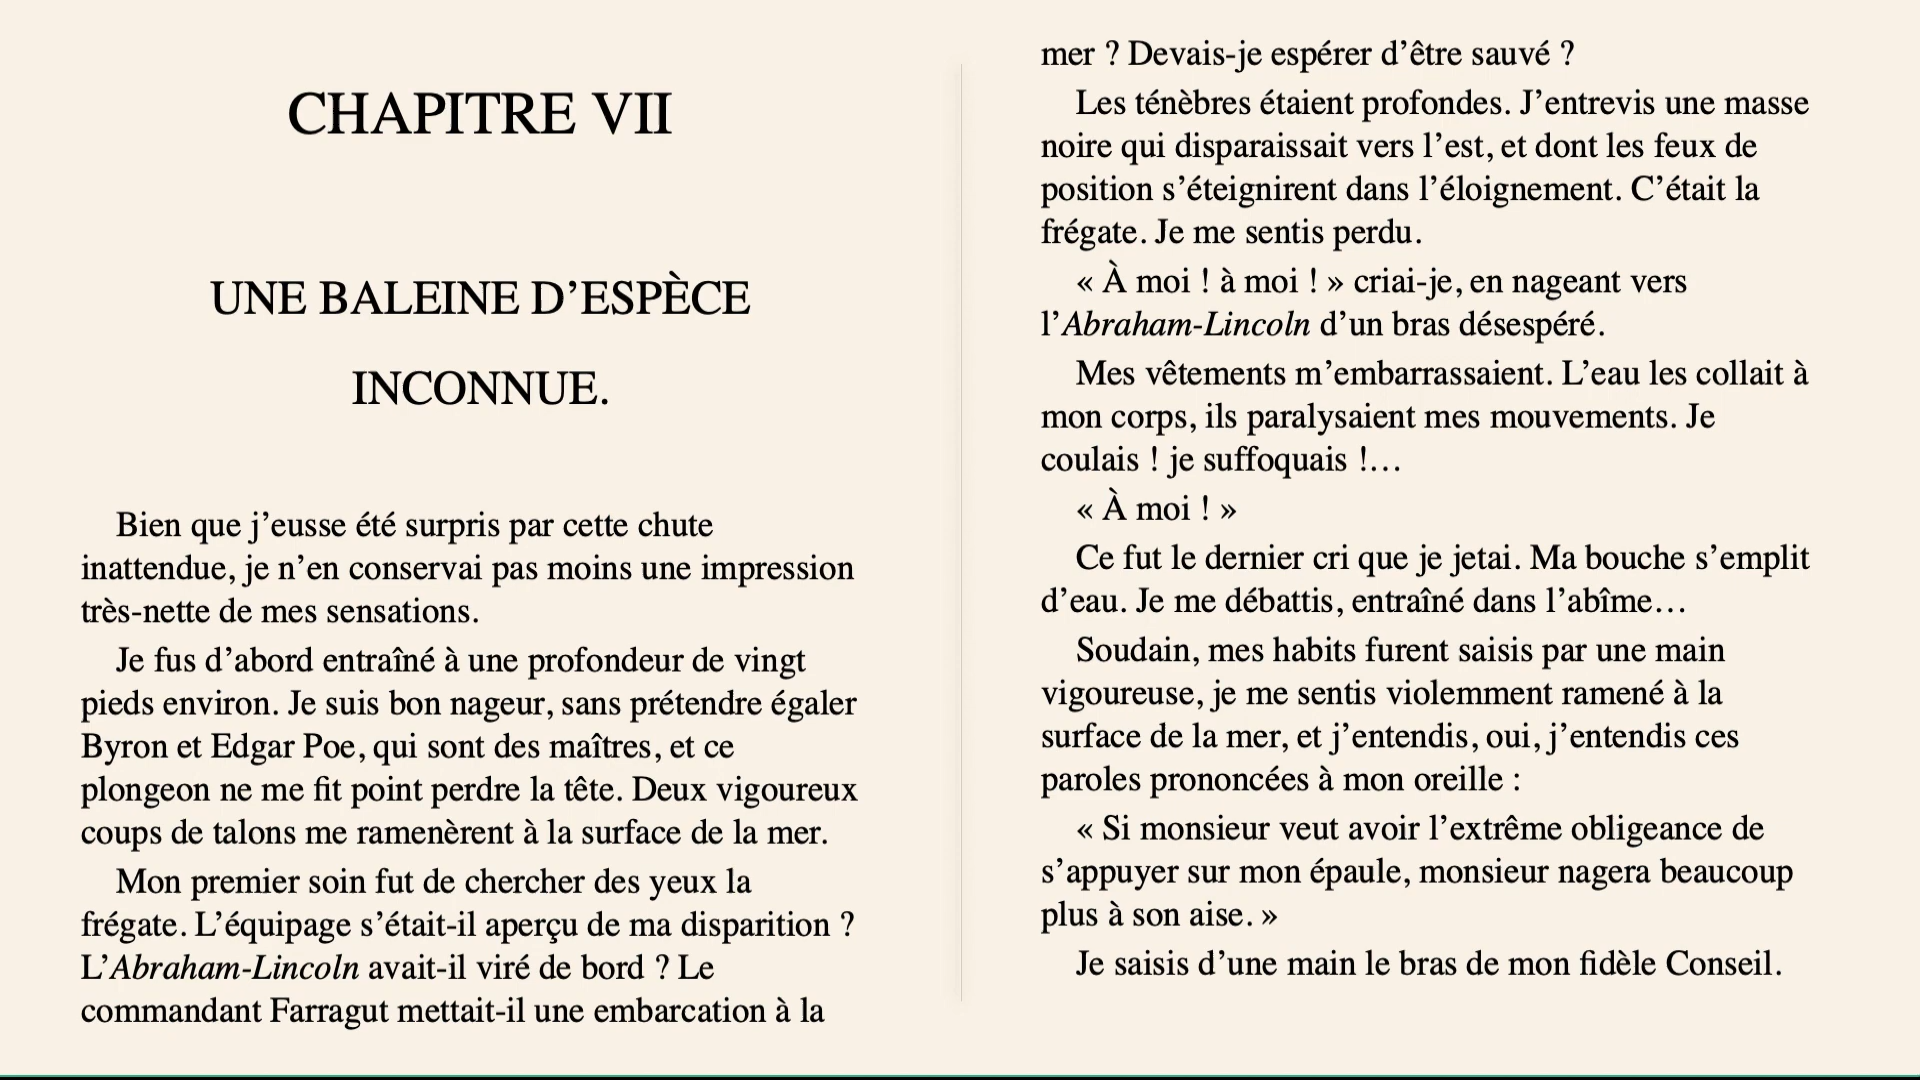 CHAPITRE VII
UNE BALEINE D’ESPÈCE
INCONNUE.
Bien que j’eusse été surpris par cette chute
inattendue, je n’en conservai pas moins une impression
très-nette de mes sensations.
Je fus d’abord entraîné à une profondeur de vingt
pieds environ. Je suis bon nageur, sans prétendre égaler
Byron et Edgar Poe, qui sont des maîtres, et ce
plongeon ne me fit point perdre la tête. Deux vigoureux
coups de talons me ramenèrent à la surface de la mer.
Mon premier soin fut de chercher des yeux la
frégate. L’équipage s’était-il aperçu de ma disparition ?
L’Abraham-Lincoln avait-il viré de bord ? Le
commandant Farragut mettait-il une embarcation à la
mer ? Devais-je espérer d’être sauvé ?
Les ténèbres étaient profondes. J’entrevis une masse
noire qui disparaissait vers l’est, et dont les feux de
position s’éteignirent dans l’éloignement. C’était la
frégate. Je me sentis perdu.
« À moi ! à moi ! » criai-je, en nageant vers
l’Abraham-Lincoln d’un bras désespéré.
Mes vêtements m’embarrassaient. L’eau les collait à
mon corps, ils paralysaient mes mouvements. Je
coulais ! je suffoquais !…
« À moi ! »
Ce fut le dernier cri que je jetai. Ma bouche s’emplit
d’eau. Je me débattis, entraîné dans l’abîme…
Soudain, mes habits furent saisis par une main
vigoureuse, je me sentis violemment ramené à la
surface de la mer, et j’entendis, oui, j’entendis ces
paroles prononcées à mon oreille :
« Si monsieur veut avoir l’extrême obligeance de
s’appuyer sur mon épaule, monsieur nagera beaucoup
plus à son aise. »
Je saisis d’une main le bras de mon fidèle Conseil.